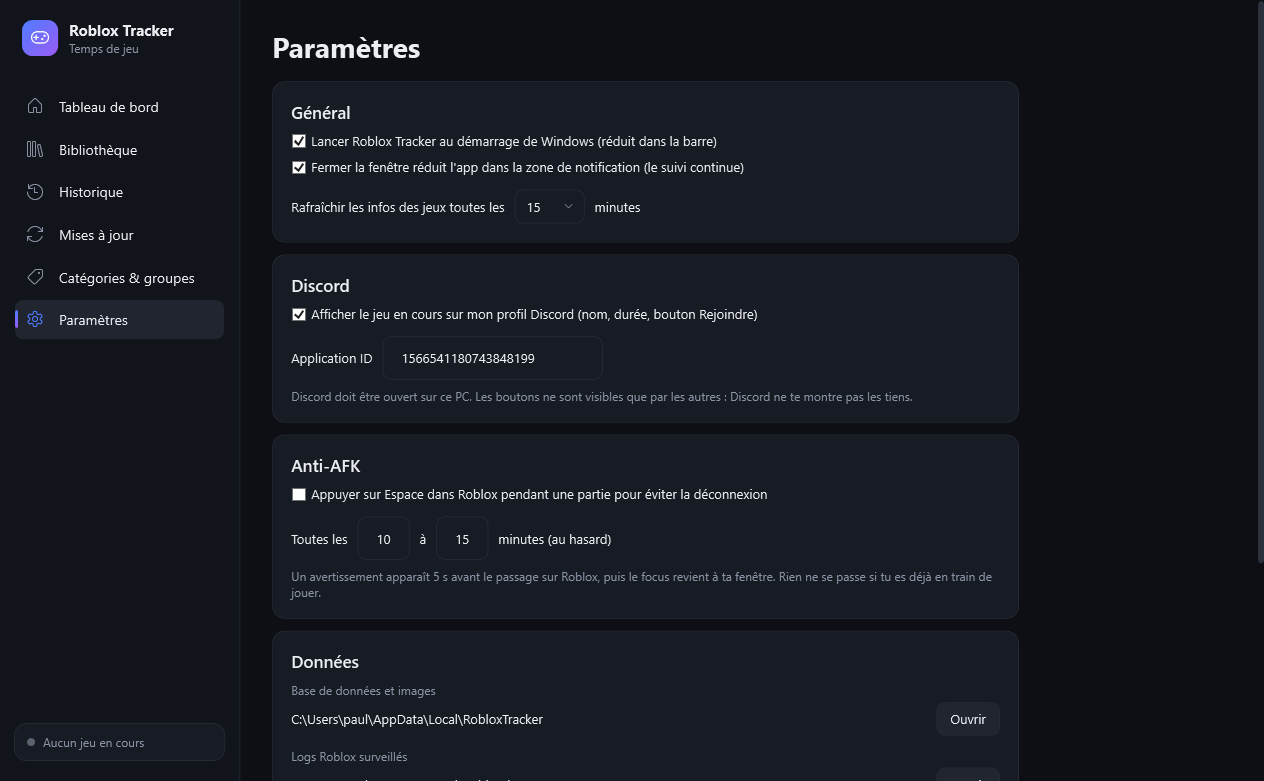 Roblox Tracker
Temps de jeu
Tableau de bord
Bibliothèque
Historique
Mises à jour
Catégories & groupes
Paramètres
Aucun jeu en cours
Paramètres
Général
Lancer Roblox Tracker au démarrage de Windows (réduit dans la barre)
Fermer la fenêtre réduit l'app dans la zone de notification (le suivi continue)
Rafraîchir les infos des jeux toutes les 15 minutes
Discord
Afficher le jeu en cours sur mon profil Discord (nom, durée, bouton Rejoindre)
Application ID 1566541180743848199
Discord doit être ouvert sur ce PC. Les boutons ne sont visibles que par les autres : Discord ne te montre pas les tiens.
Anti-AFK
Appuyer sur Espace dans Roblox pendant une partie pour éviter la déconnexion
Toutes les 10 à 15 minutes (au hasard)
Un avertissement apparaît 5 s avant le passage sur Roblox, puis le focus revient à ta fenêtre. Rien ne se passe si tu es déjà en train de
jouer.
Données
Base de données et images
C:\Users\paul\AppData\Local\RobloxTracker
Ouvrir
Logs Roblox surveillés